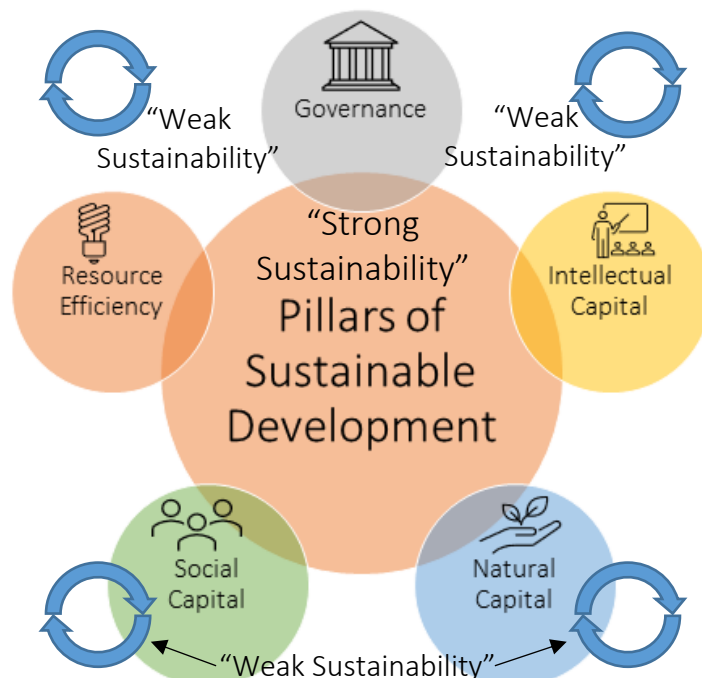 Governance
“Weak
Sustainability”
“Weak
Sustainability”
“Strong
Sustainability”
Pillars of
Sustainable
Development
Resource
Efficiency
Intellectual
Capital
Social
Capital
Natural
Capital
“Weak Sustainability”